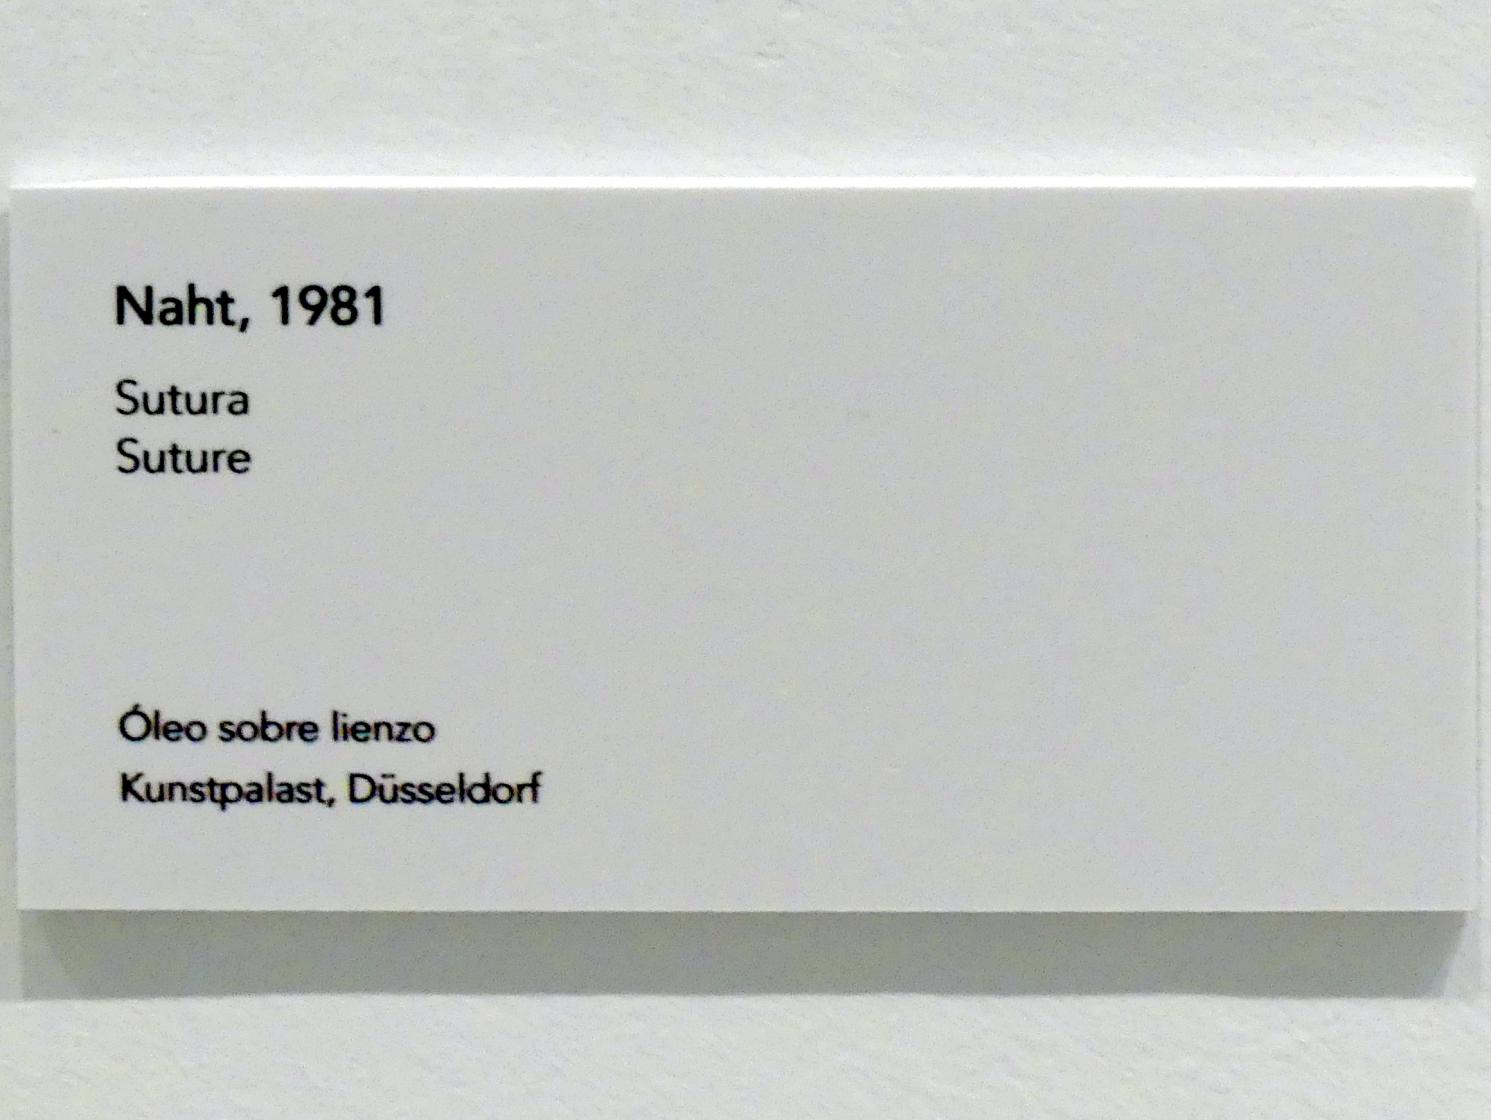 Naht, 1981
Sutura
Suture
Óleo sobre lienzo
Kunstpalast, Düsseldorf